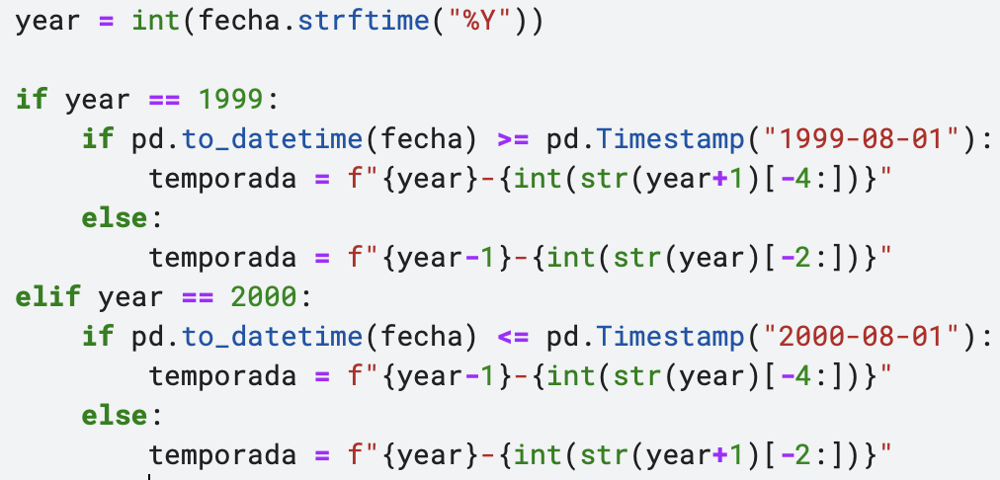 year = int(fecha.strftime("%Y"))
if year == 1999:
    if pd.to_datetime(fecha) >= pd.Timestamp("1999-08-01"):
        temporada = f"{year}-{int(str(year+1)[-4:])}"
    else:
        temporada = f"{year-1}-{int(str(year)[-2:])}"
elif year == 2000:
    if pd.to_datetime(fecha) <= pd.Timestamp("2000-08-01"):
        temporada = f"{year-1}-{int(str(year)[-4:])}"
    else:
        temporada = f"{year}-{int(str(year+1)[-2:])}"